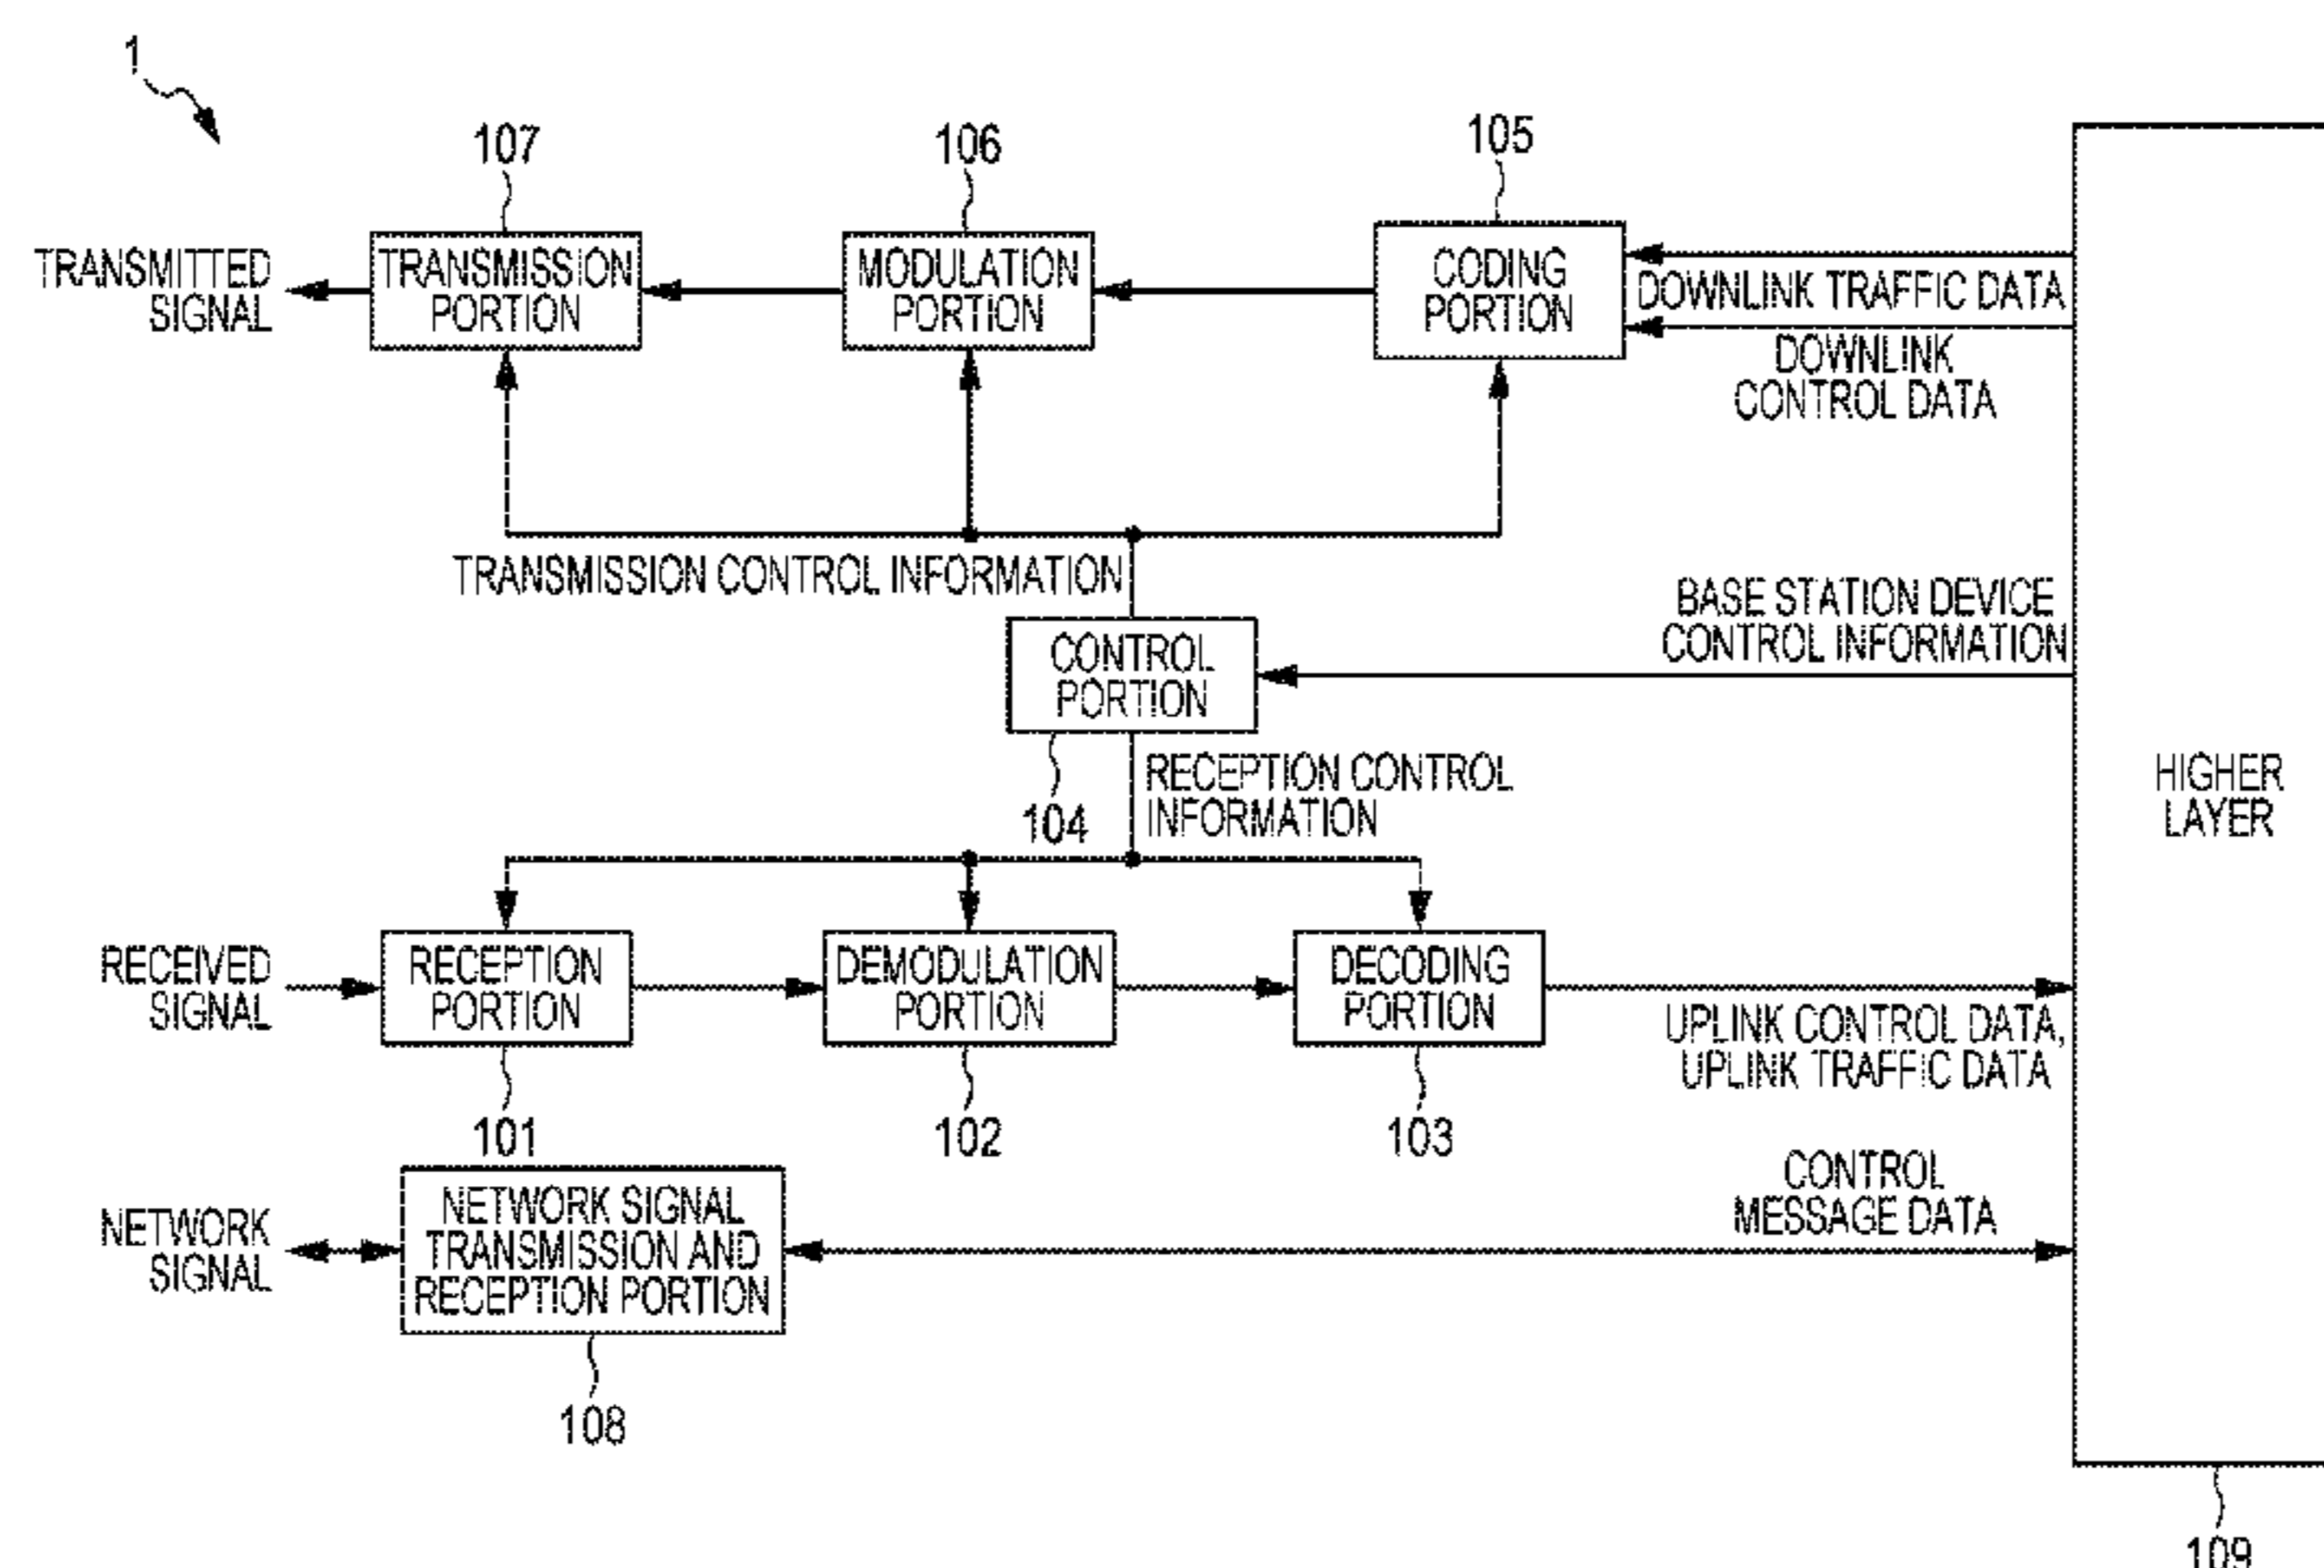 1
107
106
105
TRANSMITTED
SIGNAL
TRANSMISSION
PORTION
MODULATION
PORTION
CODING
PORTION
DOWNLINK TRAFFIC DATA
DOWNLINK
CONTROL DATA
TRANSMISSION CONTROL INFORMATION
BASE STATION DEVICE
CONTROL INFORMATION
CONTROL
PORTION
104
RECEPTION CONTROL
INFORMATION
HIGHER
LAYER
RECEIVED
SIGNAL
RECEPTION
PORTION
DEMODULATION
PORTION
DECODING
PORTION
UPLINK CONTROL DATA,
UPLINK TRAFFIC DATA
101
102
103
NETWORK
SIGNAL
NETWORK SIGNAL
TRANSMISSION AND
RECEPTION PORTION
CONTROL
MESSAGE DATA
108
109